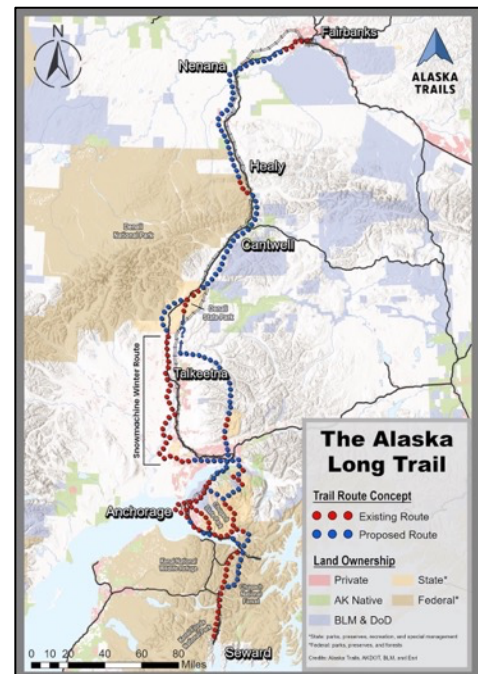 N
Fairbanks
Nenana
ALASKA
TRAILS
Healy
Denali
National Park
Cantwell
Denali
State Park
?
Talkeetna
Snowmachine Winter Route
Anchorage
Kenai National
Wildlife Refuge
Chugach
National
Forest
Seward
0 10 20 40 60 80
Miles
The Alaska
Long Trail
Trail Route Concept
Existing Route
Proposed Route
Land Ownership
Private
State*
AK Native
Federal*
BLM & DoD
*State: parks, preserves, recreation, and special management
*Federal: parks, preserves, and forests
Credits: Alaska Trails, AKDOT, BLM, and Esri